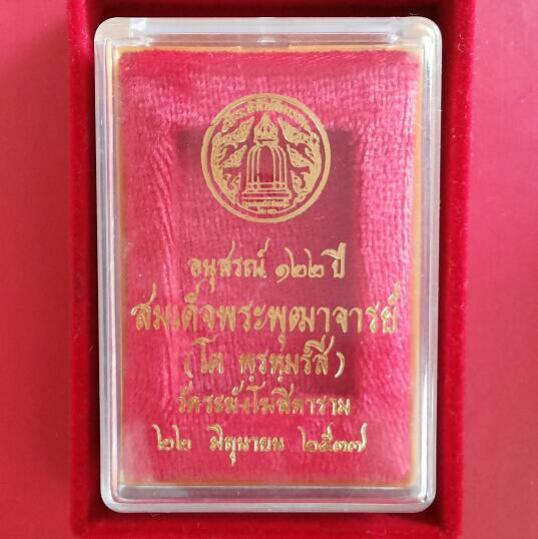 อนุสรณ์ ๑๒๒ ปี
สมเด็จพระพุฒาจารย์
(โต พรหฺมรํสี)
วัดระฆังโฆสิตาราม
๒๒ มิถุนายน ๒๕๓๗